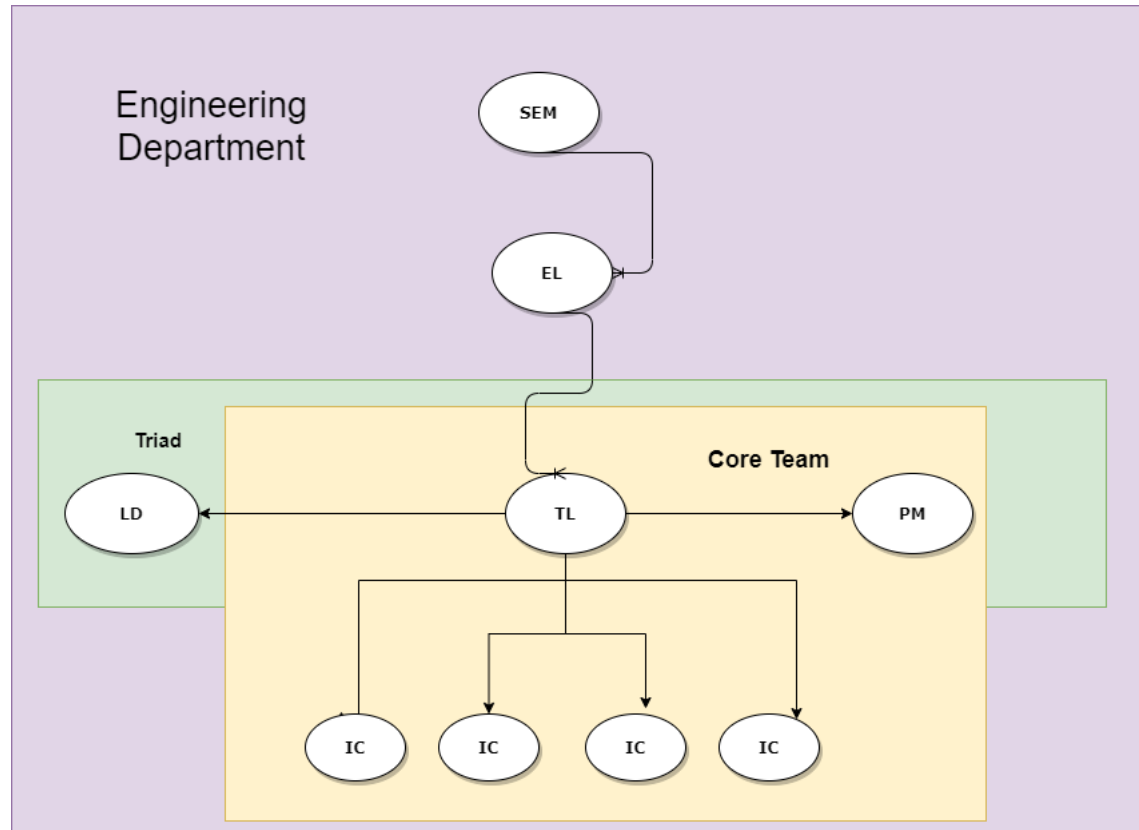 Engineering
Department
SEM
EL
Triad
Core Team
LD
TL
PM
IC
IC
IC
IC